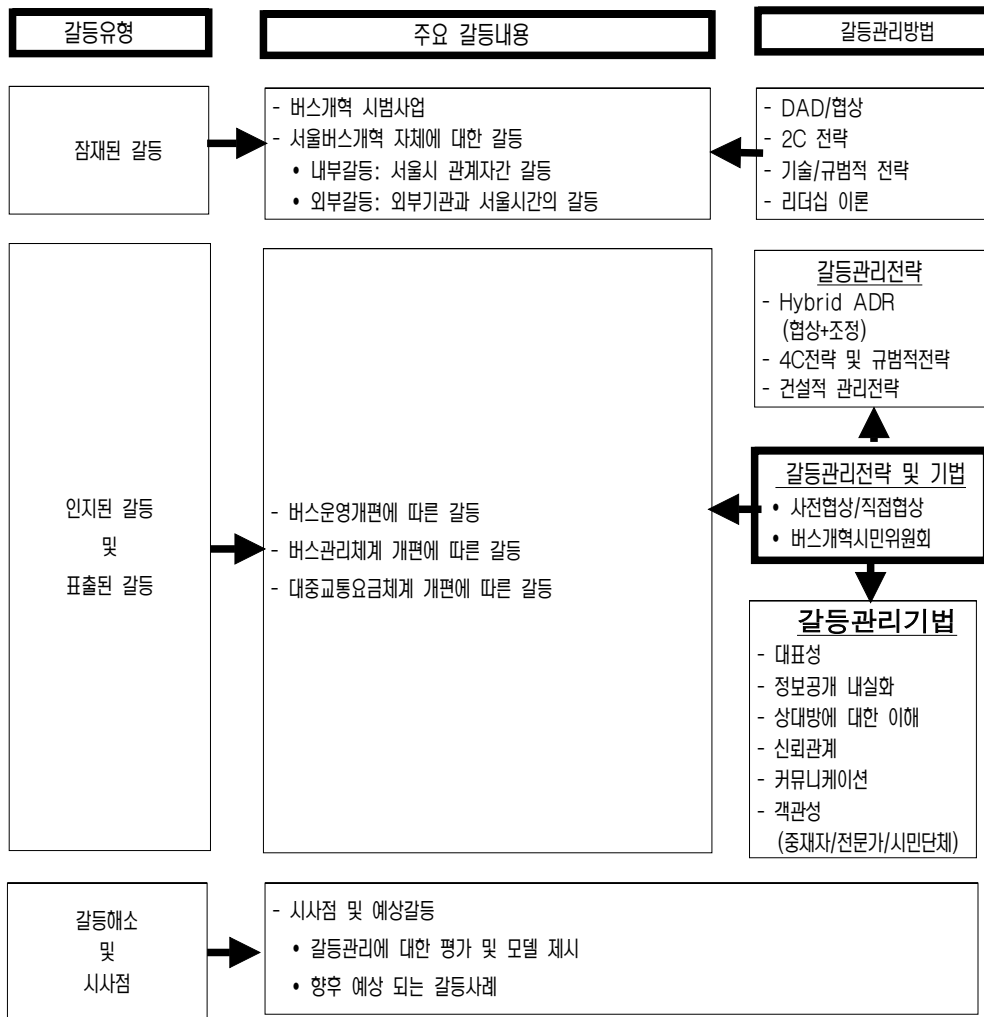 갈등유형
주요 갈등내용
갈등관리방법
잠재된 갈등
- 버스개혁 시범사업
- 서울버스개혁 자체에 대한 갈등
• 내부갈등: 서울시 관계자간 갈등
• 외부갈등: 외부기관과 서울시간의 갈등
- DAD/협상
- 2C 전략
- 기술/규범적 전략
- 리더십 이론
인지된 갈등
및
표출된 갈등
- 버스운영개편에 따른 갈등
- 버스관리체계 개편에 따른 갈등
- 대중교통요금체계 개편에 따른 갈등
갈등관리전략
- Hybrid ADR
(협상+조정)
- 4C전략 및 규범적전략
- 건설적 관리전략
갈등관리전략 및 기법
• 사전협상/직접협상
• 버스개혁시민위원회
갈등관리기법
- 대표성
- 정보공개 내실화
- 상대방에 대한 이해
- 신뢰관계
- 커뮤니케이션
- 객관성
(중재자/전문가/시민단체)
갈등해소
및
시사점
- 시사점 및 예상갈등
• 갈등관리에 대한 평가 및 모델 제시
• 향후 예상 되는 갈등사례